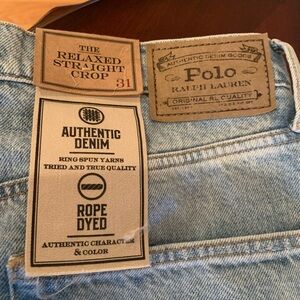 THE
RELAXED
STRAIGHT
CROP
31
AUTHENTIC
DENIM
RING SPUN YARNS
TRIED AND TRUE QUALITY
ROPE
DYED
AUTHENTIC CHARACTER
& COLOR
AUTHENTIC DENIM GOODS
Polo
RALPH LAUREN
ORIGINAL RL QUALITY